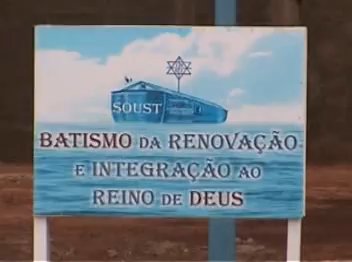 SOUST
BATISMO DA RENOVAÇÃO
E INTEGRAÇÃO AO
REINO DE DEUS